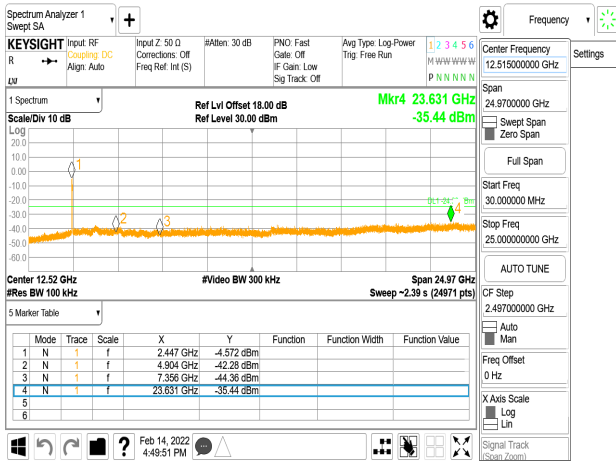 Spectrum Analyzer 1
Swept SA
Frequency
KEYSIGHT
R
Input: RF
Coupling: DC
Align: Auto
Input Z: 50 Ω
Corrections: Off
Freq Ref: Int (S)
#Atten: 30 dB
PNO: Fast
Gate: Off
IF Gain: Low
Sig Track: Off
Avg Type: Log-Power
Trig: Free Run
1 2 3 4 5 6
M W W W W W
P N N N N N
1 Spectrum
Scale/Div 10 dB
Ref Lvl Offset 18.00 dB
Ref Level 30.00 dBm
Mkr4 23.631 GHz
-35.44 dBm
Log
20.0
10.0
0.00
-10.0
-20.0
-30.0
-40.0
-50.0
-60.0
1
2
3
4
Center 12.52 GHz
#Res BW 100 kHz
#Video BW 300 kHz
Span 24.97 GHz
Sweep ~2.39 s (24971 pts)
5 Marker Table
Mode Trace Scale X Y Function Function Width Function Value
1 N 1 f 2.447 GHz -4.572 dBm
2 N 1 f 4.904 GHz -42.28 dBm
3 N 1 f 7.356 GHz -44.36 dBm
4 N 1 f 23.631 GHz -35.44 dBm
5
6
Feb 14, 2022
4:49:51 PM
?
Center Frequency
12.515000000 GHz
Settings
Span
24.9700000 GHz
Swept Span
Zero Span
Full Span
Start Freq
30.000000 MHz
Stop Freq
25.000000000 GHz
AUTO TUNE
CF Step
2.497000000 GHz
Auto
Man
Freq Offset
0 Hz
X Axis Scale
Log
Lin
Signal Track
(Span Zoom)